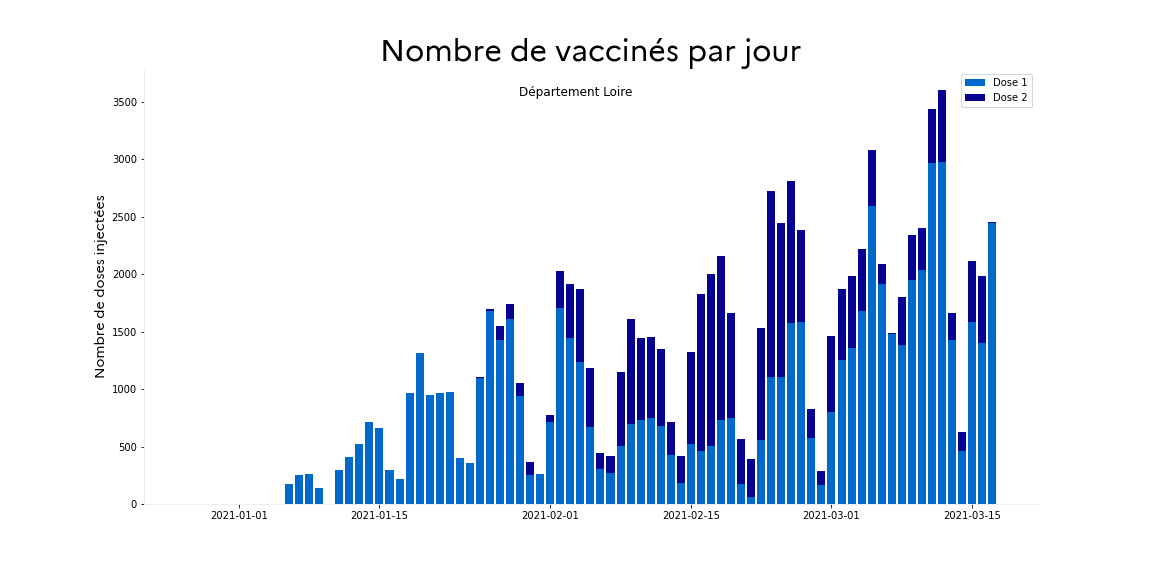 Nombre de vaccinés par jour
Département Loire
Dose 1
Dose 2
Nombre de doses injectées
3500
3000
2500
2000
1500
1000
500
0
2021-01-01
2021-01-15
2021-02-01
2021-02-15
2021-03-01
2021-03-15